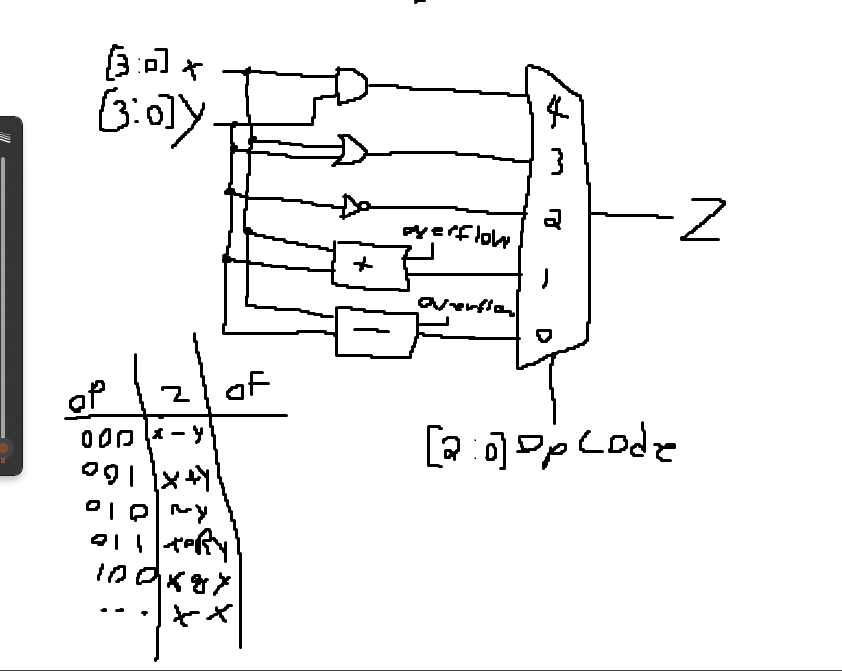 [3:0] x
[3:0] y
4
3
2
overflow
+
1
overflow
−
0
Z
[2:0] Opcode
OP Z OF
000 x-y
001 x+y
010 ~y
011 x OR y
100 x & y
... x x